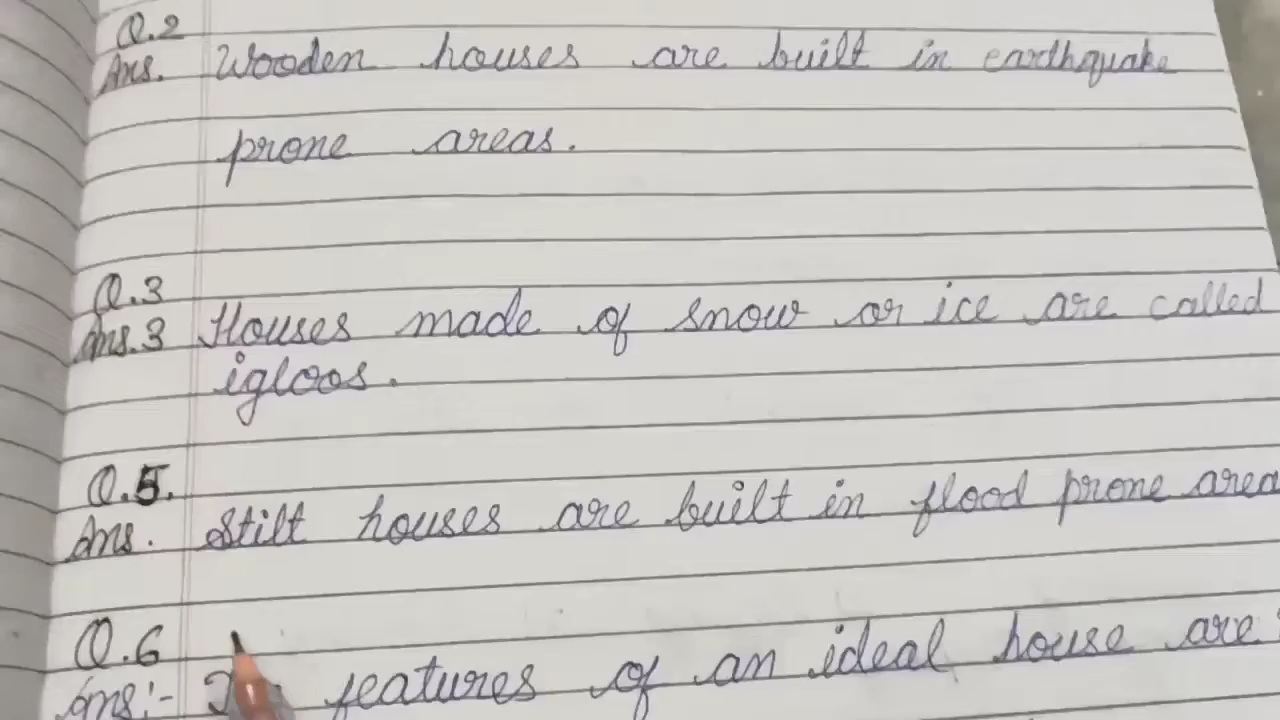 Q.2
Ans. Wooden houses are built in earthquake
prone areas.
Q.3
Ans.3 Houses made of snow or ice are called
igloos.
Q.5.
Ans. Stilt houses are built in flood prone area
Q.6
Ans:- features of an ideal house are